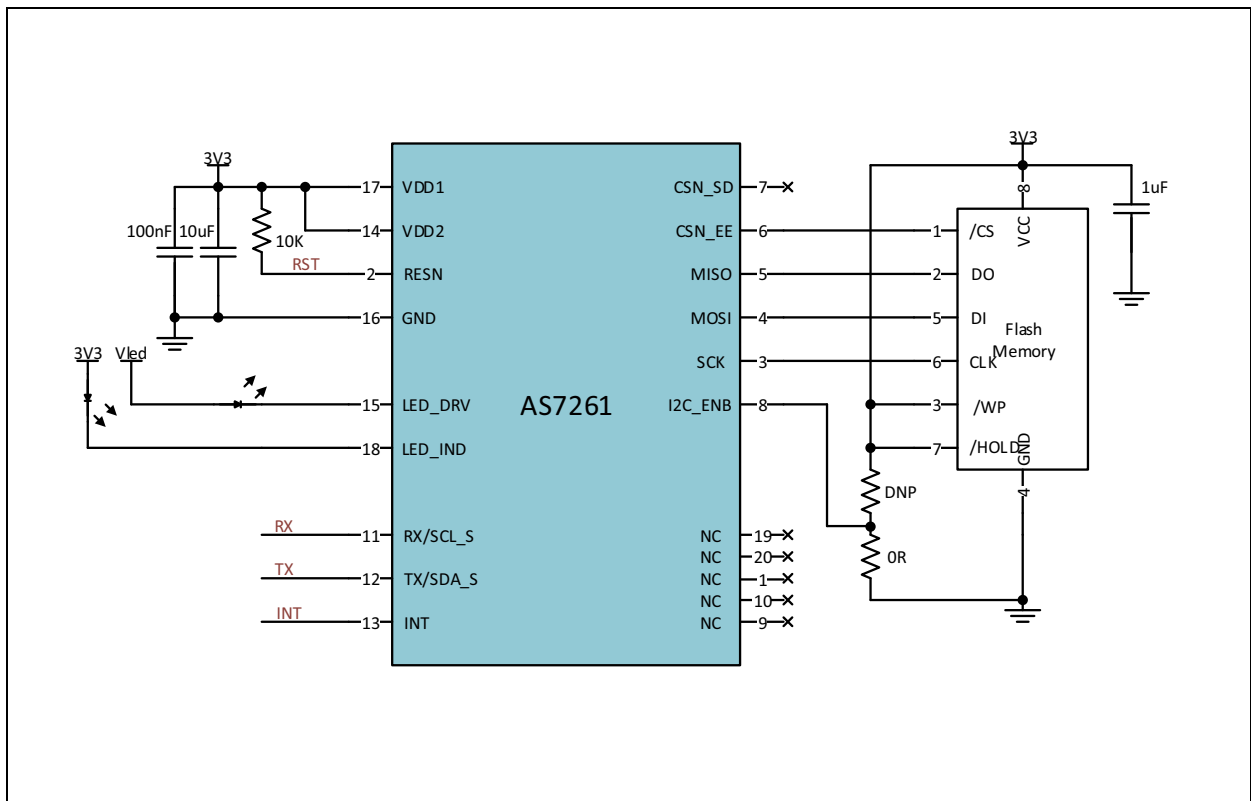 3V3
100nF 10uF
10K
RST
3V3 Vled
RX
TX
INT
17 VDD1
14 VDD2
2 RESN
16 GND
15 LED_DRV
18 LED_IND
11 RX/SCL_S
12 TX/SDA_S
13 INT
AS7261
CSN_SD 7
CSN_EE 6
MISO 5
MOSI 4
SCK 3
I2C_ENB 8
NC 19
NC 20
NC 1
NC 10
NC 9
3V3
1uF
8
VCC
1 /CS
2 DO
5 DI
6 CLK
3 /WP
7 /HOLD
Flash
Memory
GND
4
DNP
0R